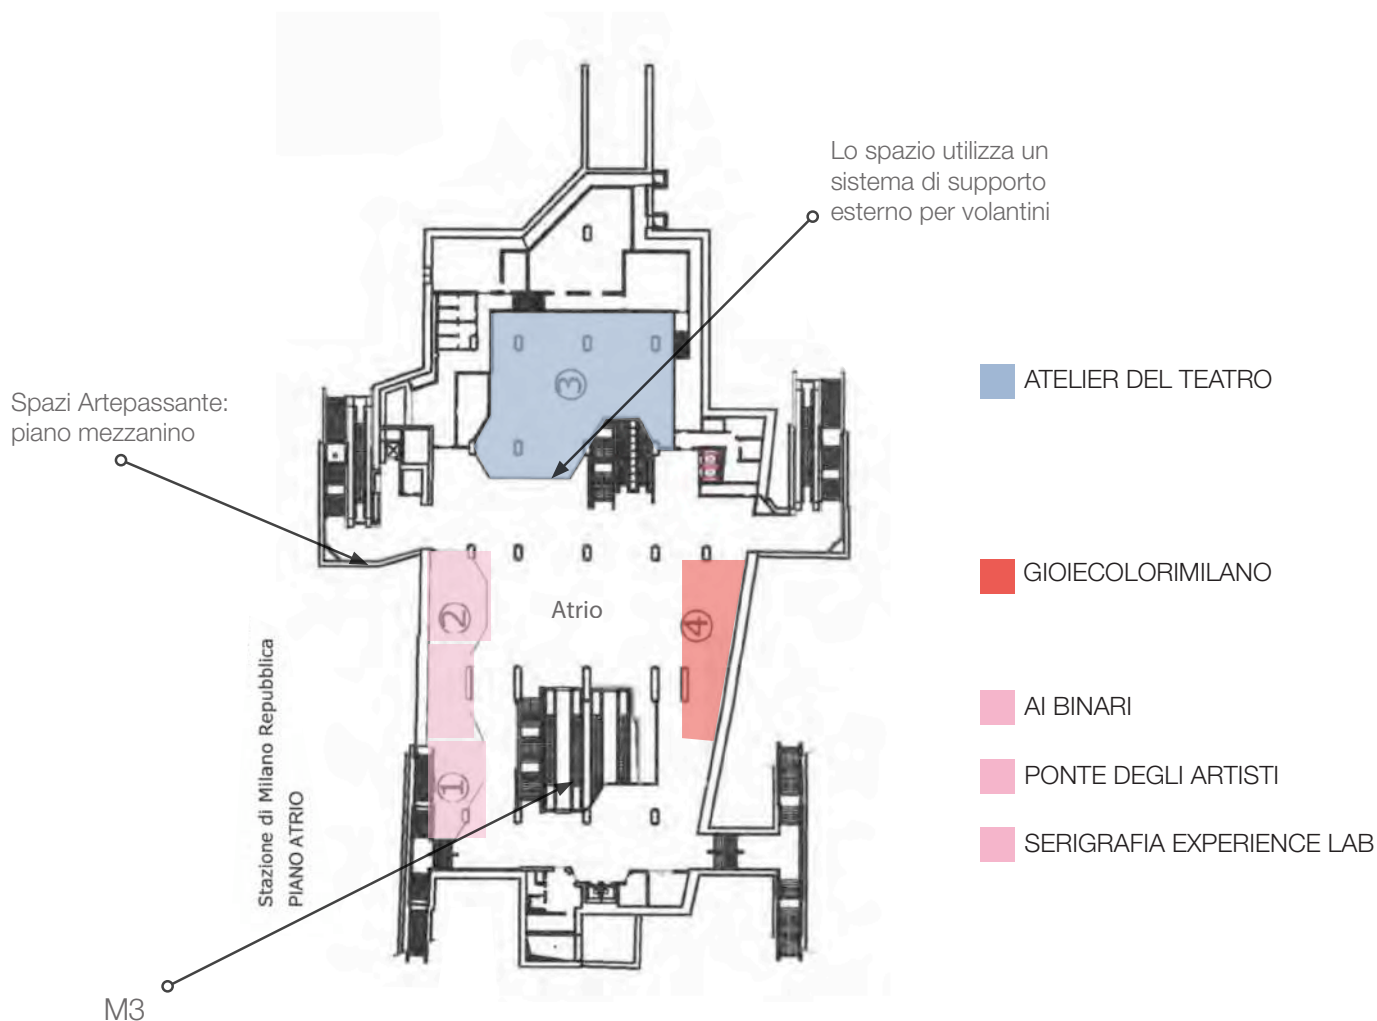 Lo spazio utilizza un
sistema di supporto
esterno per volantini
Spazi Artepassante:
piano mezzanino
3
ATELIER DEL TEATRO
GIOIECOLORIMILANO
2
Atrio
4
AI BINARI
PONTE DEGLI ARTISTI
SERIGRAFIA EXPERIENCE LAB
1
Stazione di Milano Repubblica
PIANO ATRIO
M3